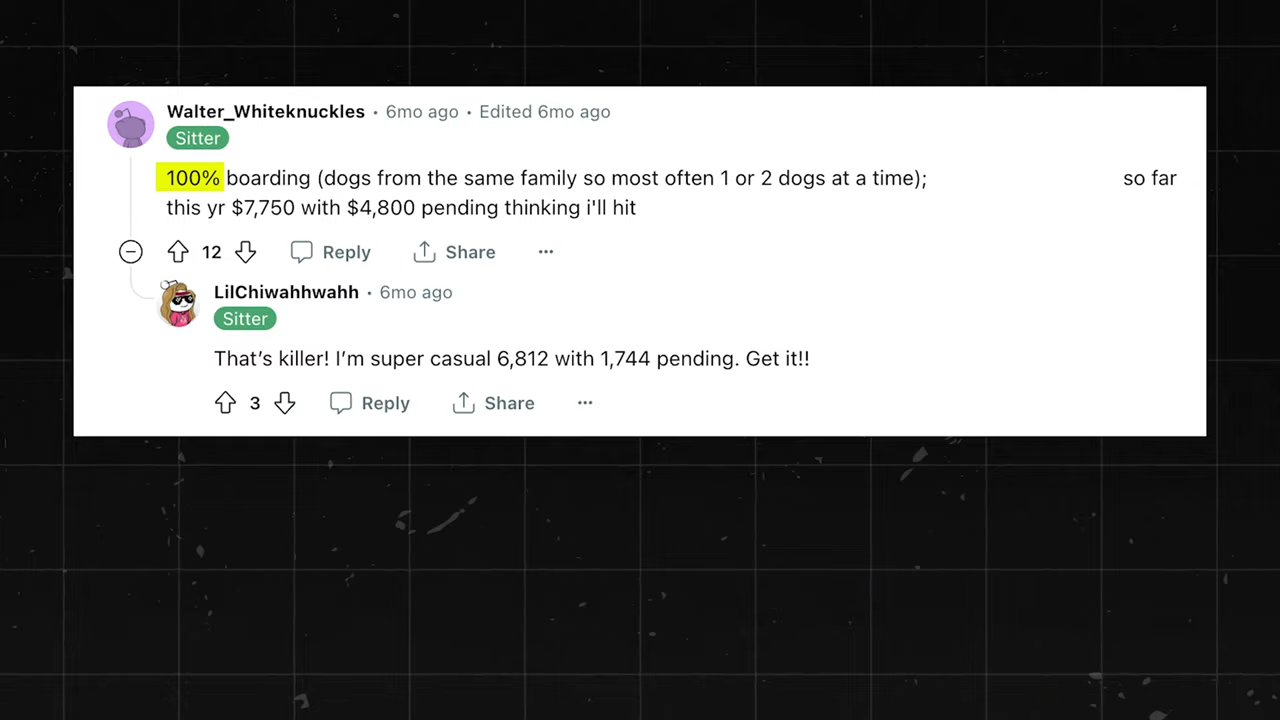 Walter_Whiteknuckles • 6mo ago • Edited 6mo ago
Sitter
100% boarding (dogs from the same family so most often 1 or 2 dogs at a time); so far
this yr $7,750 with $4,800 pending thinking i'll hit
12 Reply Share ...
LilChiwahhwahh • 6mo ago
Sitter
That’s killer! I’m super casual 6,812 with 1,744 pending. Get it!!
3 Reply Share ...